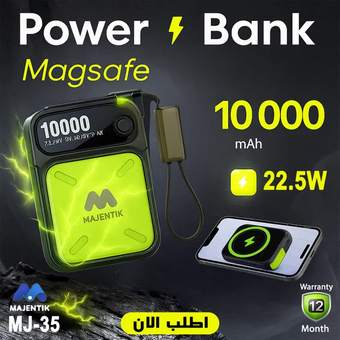 Power Bank
Magsafe
10 000
mAh
22.5W
10000
MAJENTIK
Warranty
12
Month
MAJENTIK
MJ-35
اطلب الان